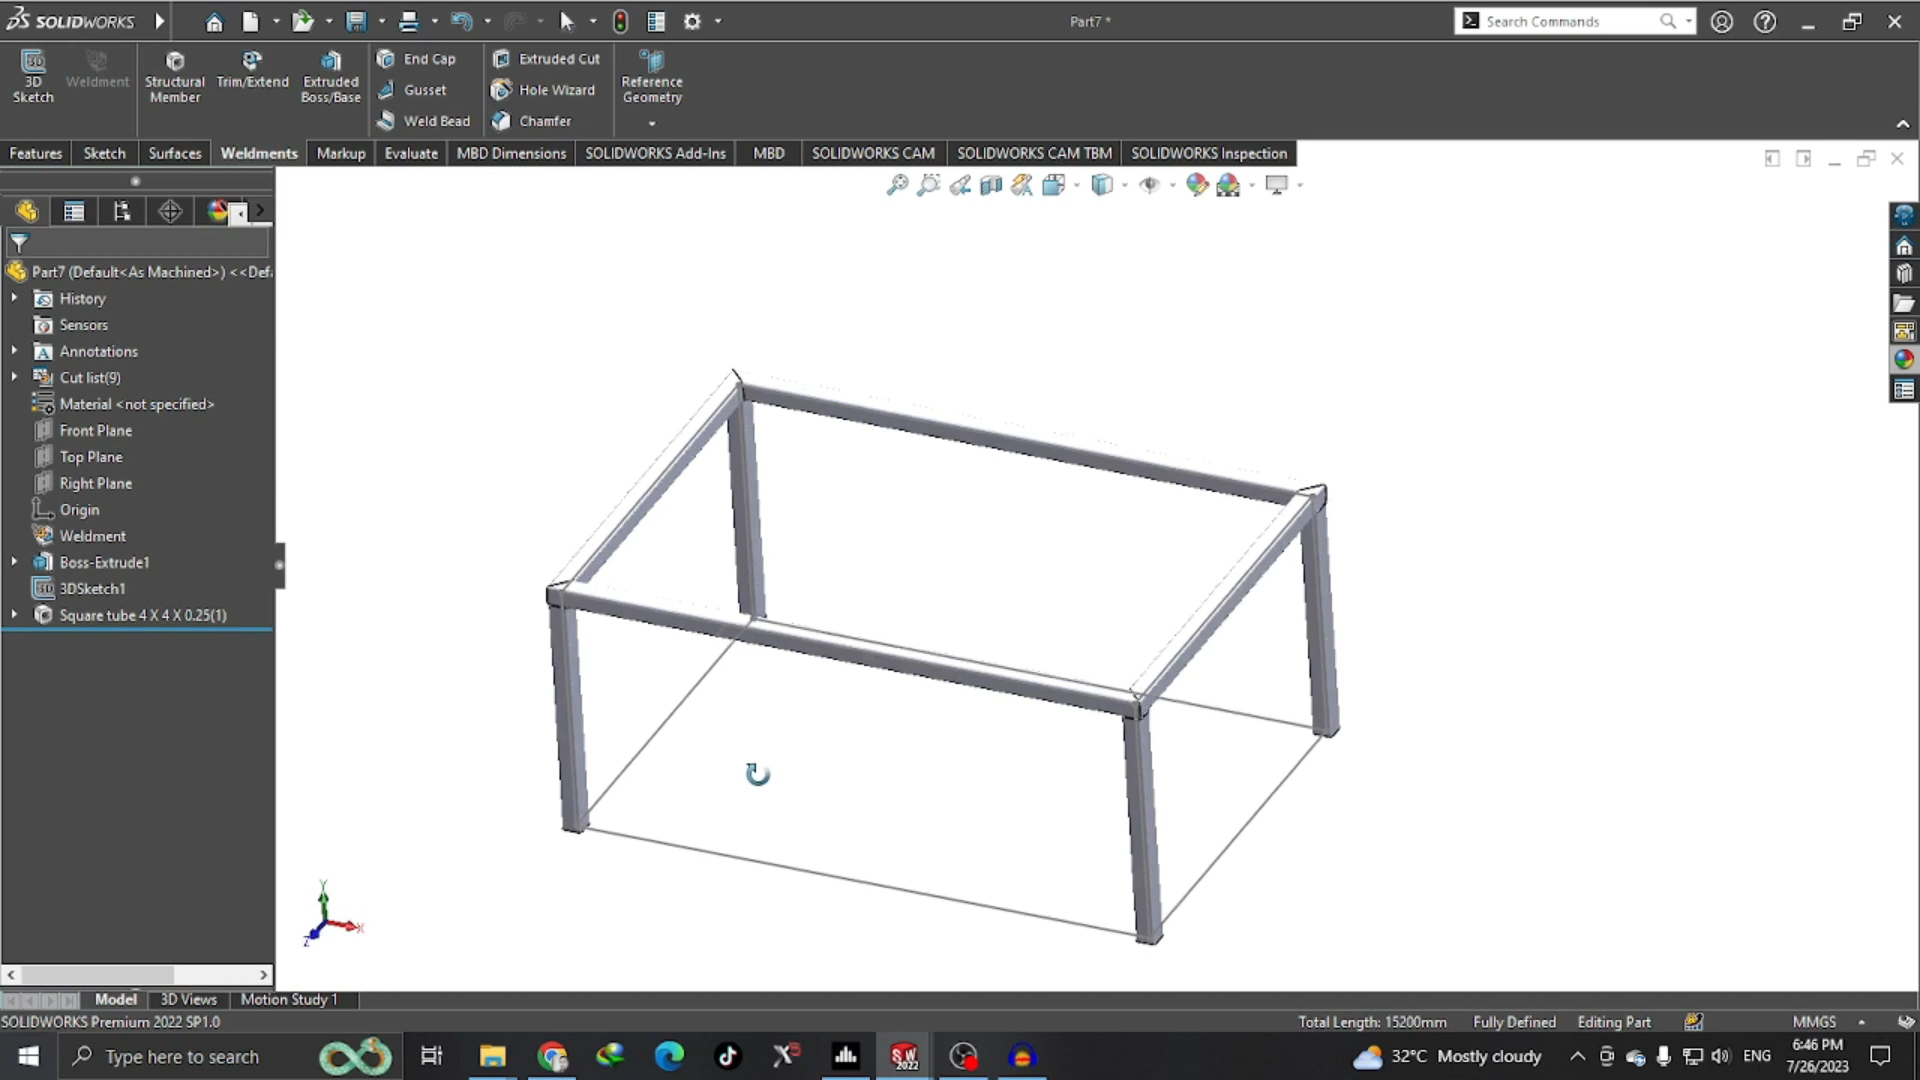 SOLIDWORKS
Part7 *
Search Commands
3D Sketch
Weldment
Structural Member
Trim/Extend
Extruded Boss/Base
End Cap
Gusset
Weld Bead
Extruded Cut
Hole Wizard
Chamfer
Reference Geometry
Features Sketch Surfaces Weldments Markup Evaluate MBD Dimensions SOLIDWORKS Add-Ins MBD SOLIDWORKS CAM SOLIDWORKS CAM TBM SOLIDWORKS Inspection
Part7 (Default<As Machined>) <<Def
History
Sensors
Annotations
Cut list(9)
Material <not specified>
Front Plane
Top Plane
Right Plane
Origin
Weldment
Boss-Extrude1
3DSketch1
Square tube 4 X 4 X 0.25(1)
Y
X
Z
Model 3D Views Motion Study 1
SOLIDWORKS Premium 2022 SP1.0
Total Length: 15200mm Fully Defined Editing Part MMGS
Type here to search
SW 2022
32°C Mostly cloudy
ENG
6:46 PM
7/26/2023